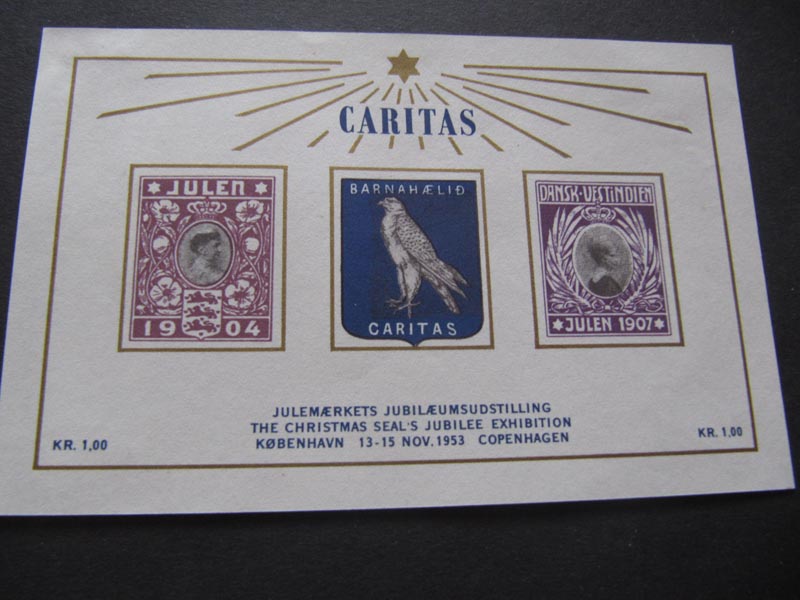 CARITAS
JULEN
1904
BARNAHÆLIÐ
CARITAS
DANSK-VESTINDIEN
JULEN 1907
JULEMÆRKETS JUBILÆUMSUDSTILLING
THE CHRISTMAS SEAL'S JUBILEE EXHIBITION
KØBENHAVN 13-15 NOV. 1953 COPENHAGEN
KR. 1,00
KR. 1,00